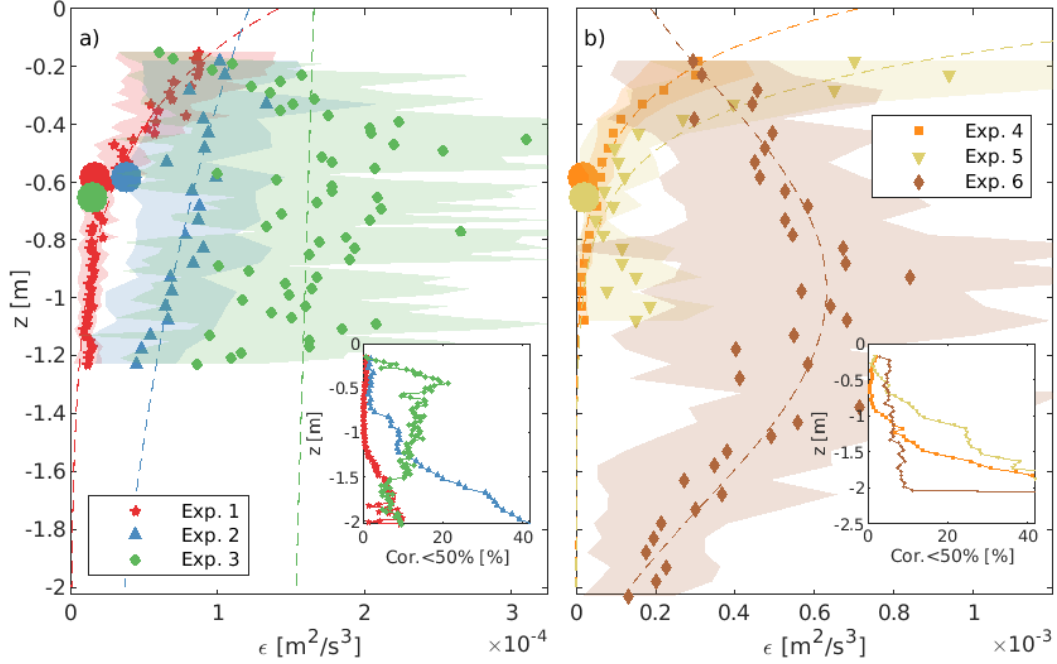 a)
0
-0.2
-0.4
-0.6
-0.8
-1
-1.2
-1.4
-1.6
-1.8
-2
z [m]
0
1
2
3
ϵ [m²/s³]
×10⁻⁴
Exp. 1
Exp. 2
Exp. 3
0
-0.5
-1
-1.5
-2
z [m]
0
20
40
Cor.<50% [%]
b)
0
0.2
0.4
0.6
0.8
1
ϵ [m²/s³]
×10⁻³
Exp. 4
Exp. 5
Exp. 6
0
-0.5
-1
-1.5
-2
-2.5
z [m]
0
20
40
Cor.<50% [%]